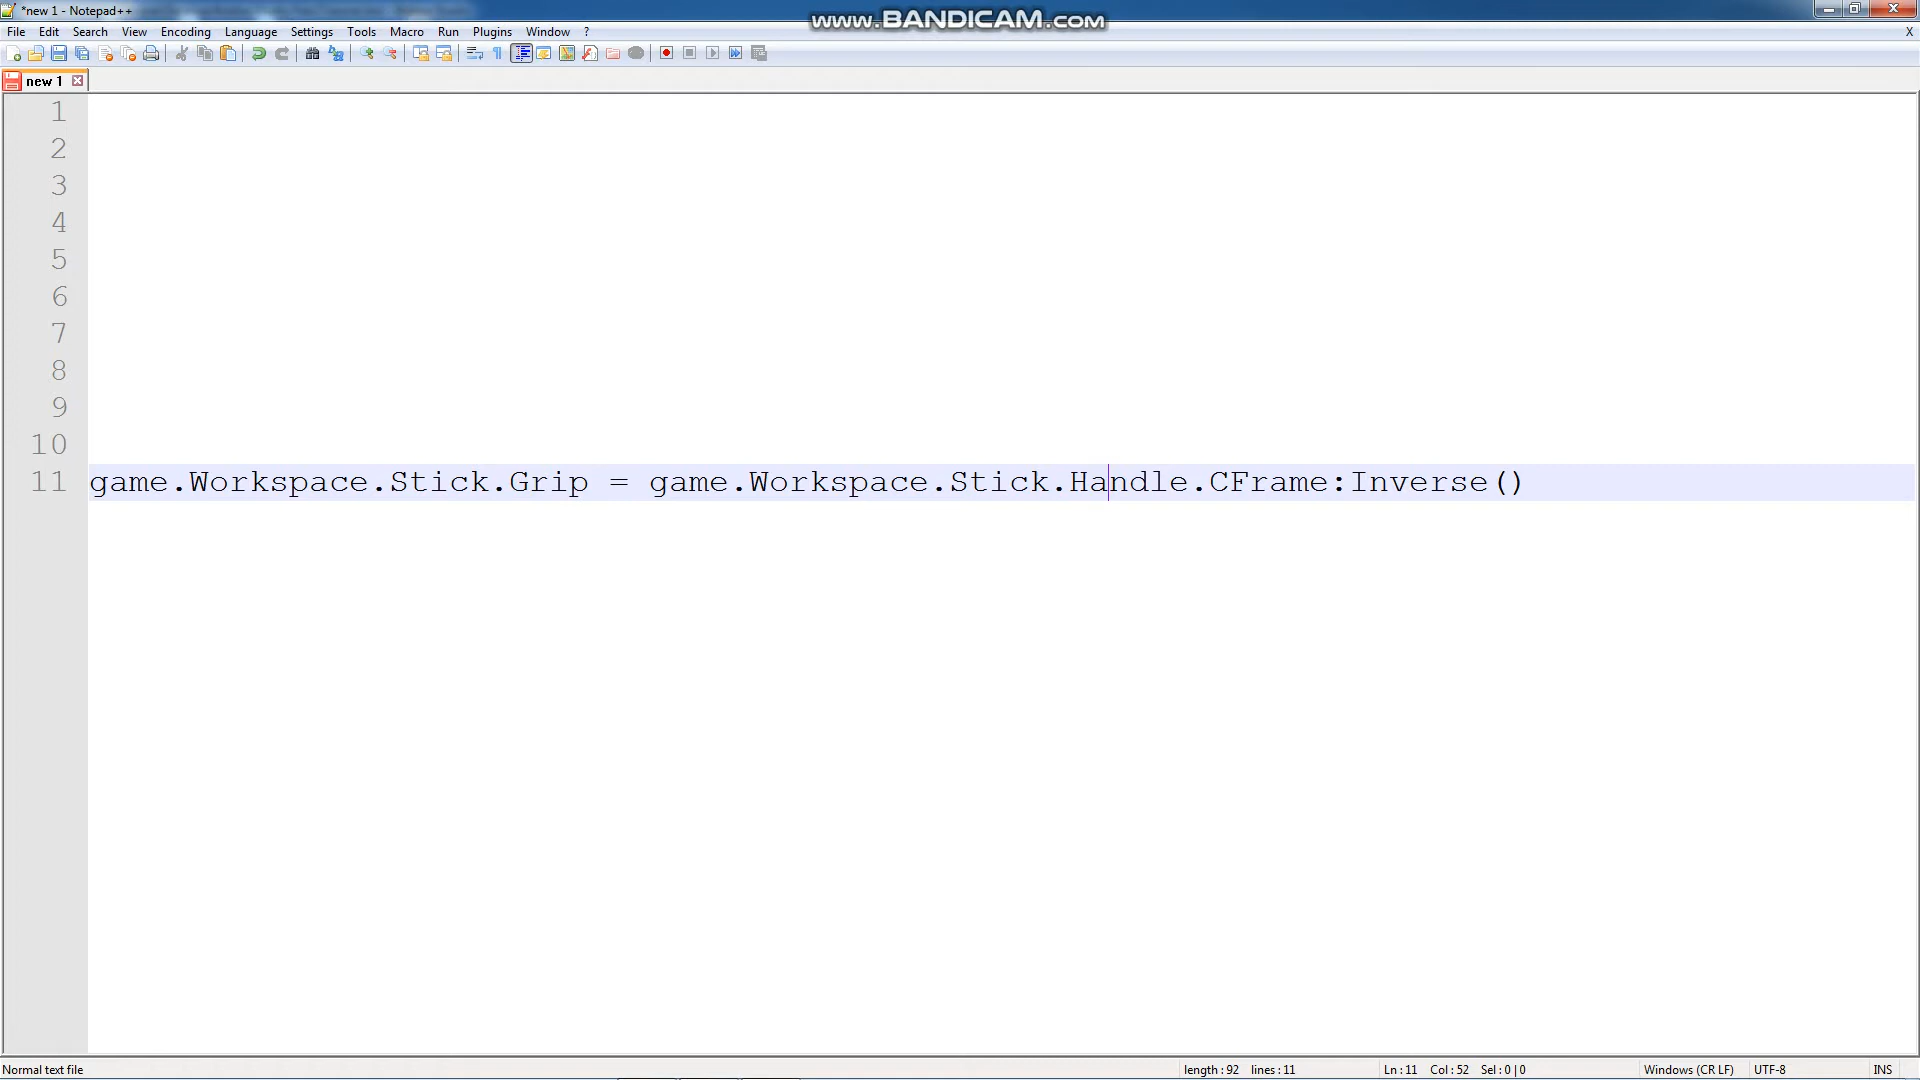 *new 1 - Notepad++
www.BANDICAM.com
File Edit Search View Encoding Language Settings Tools Macro Run Plugins Window ? X
new 1
1
2
3
4
5
6
7
8
9
10
11 game.Workspace.Stick.Grip = game.Workspace.Stick.Handle.CFrame:Inverse()
Normal text file length : 92 lines : 11 Ln : 11 Col : 52 Sel : 0 | 0 Windows (CR LF) UTF-8 INS